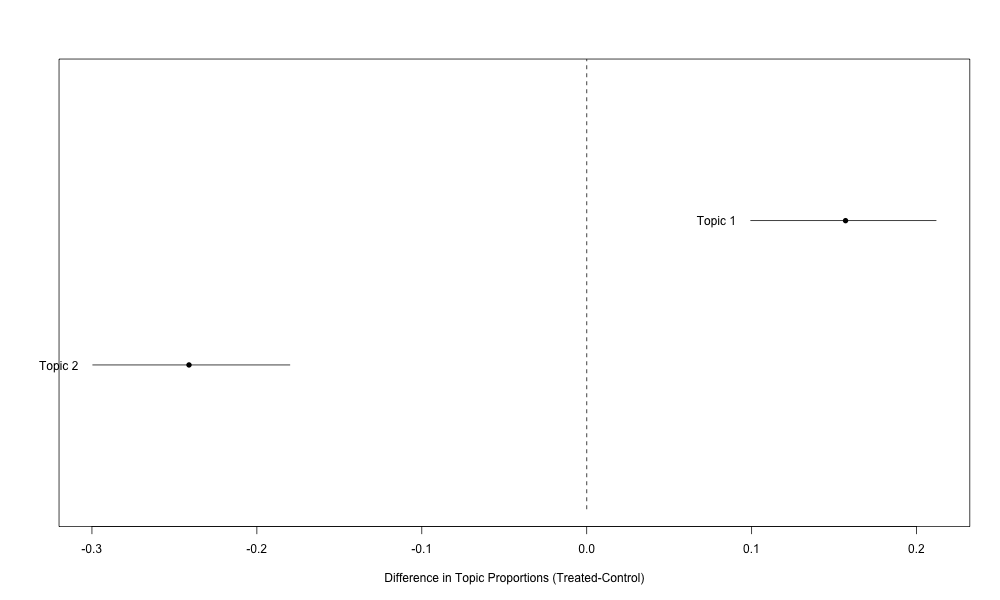 Topic 1
Topic 2
-0.3 -0.2 -0.1 0.0 0.1 0.2
Difference in Topic Proportions (Treated-Control)